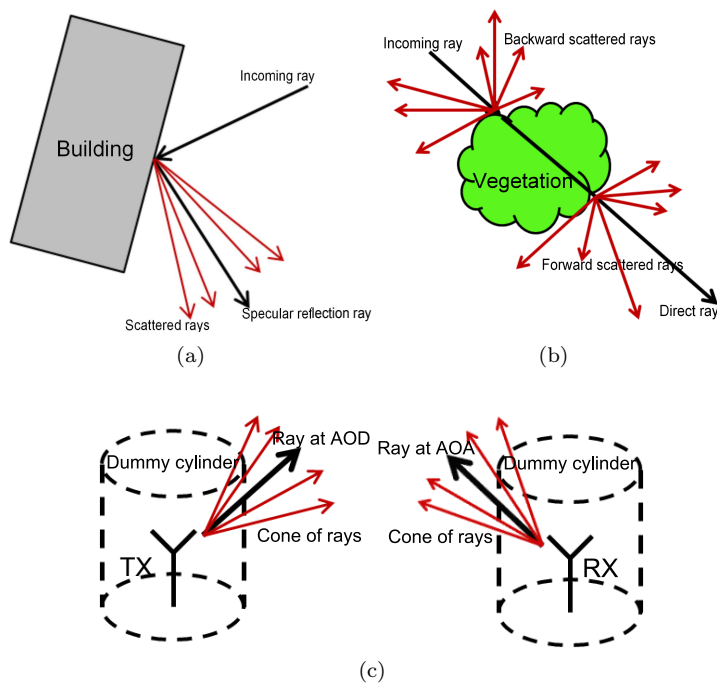 Incoming ray
Building
Scattered rays
Specular reflection ray
(a)
Incoming ray
Backward scattered rays
Vegetation
Forward scattered rays
Direct ray
(b)
Ray at AOD
Dummy cylinder
Cone of rays
TX
Ray at AOA
Dummy cylinder
Cone of rays
RX
(c)